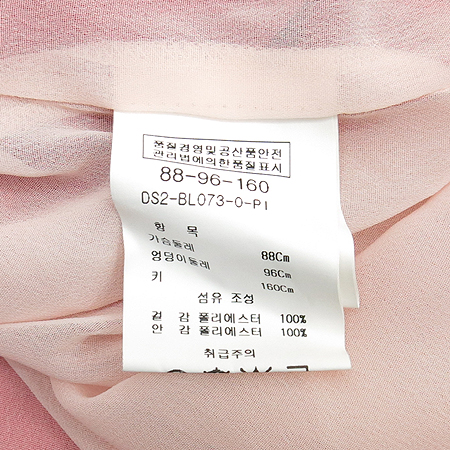 품질경영및공산품안전
관리법에의한품질표시
88-96-160
DS2-BL073-0-PI
항 목
가슴둘레 88Cm
엉덩이둘레 96Cm
키 160Cm
섬유 조성
겉 감 폴리에스터 100%
안 감 폴리에스터 100%
취급주의